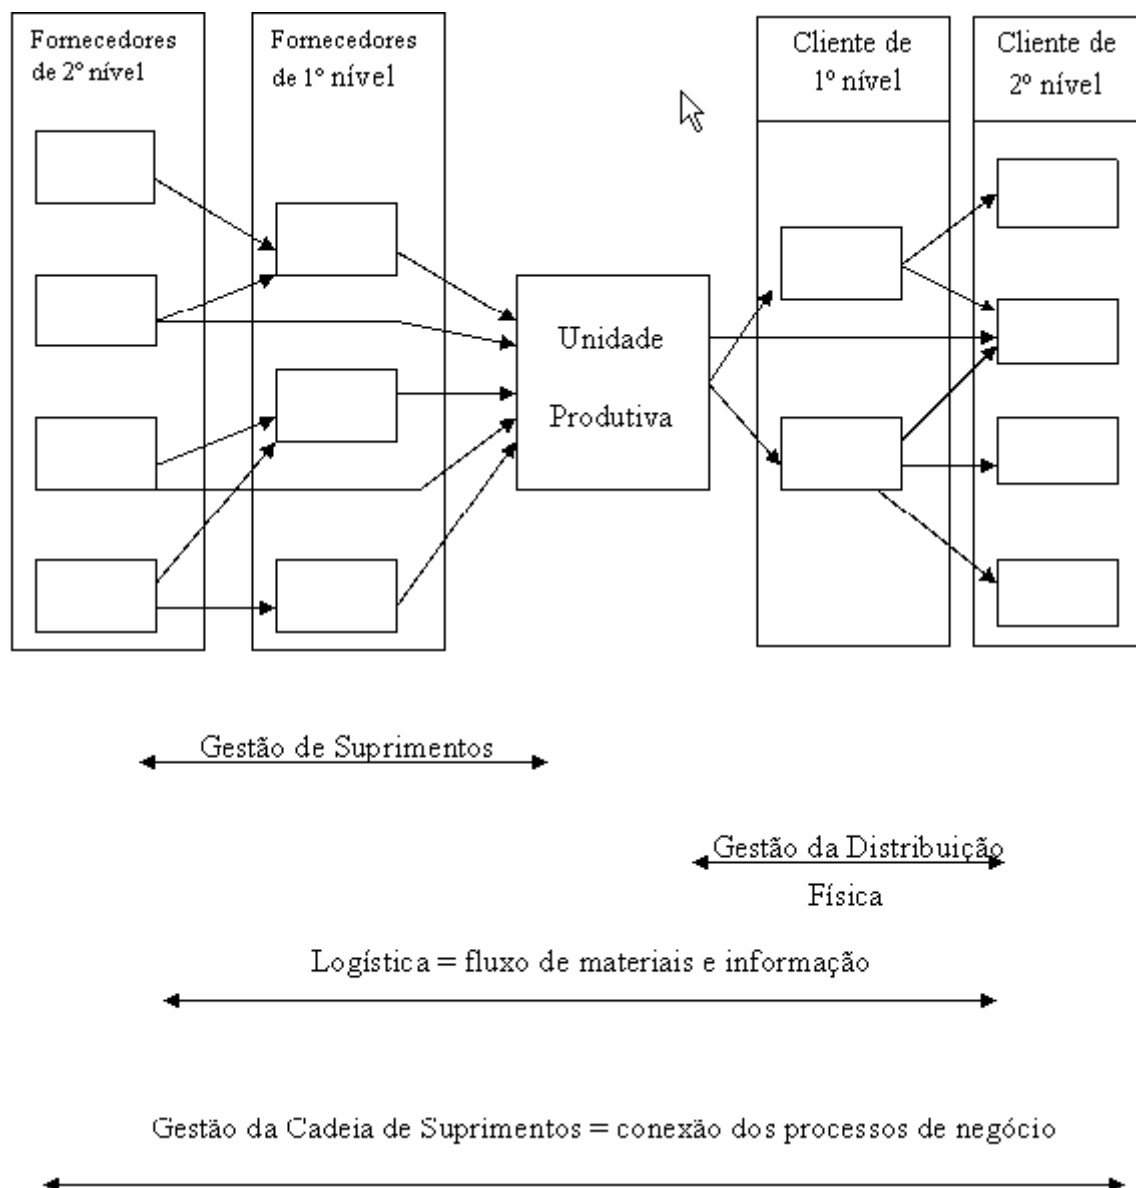 Fornecedores
de 2º nível
Fornecedores
de 1º nível
Cliente de
1º nível
Cliente de
2º nível
Unidade
Produtiva
Gestão de Suprimentos
Gestão da Distribuição
Física
Logística = fluxo de materiais e informação
Gestão da Cadeia de Suprimentos = conexão dos processos de negócio